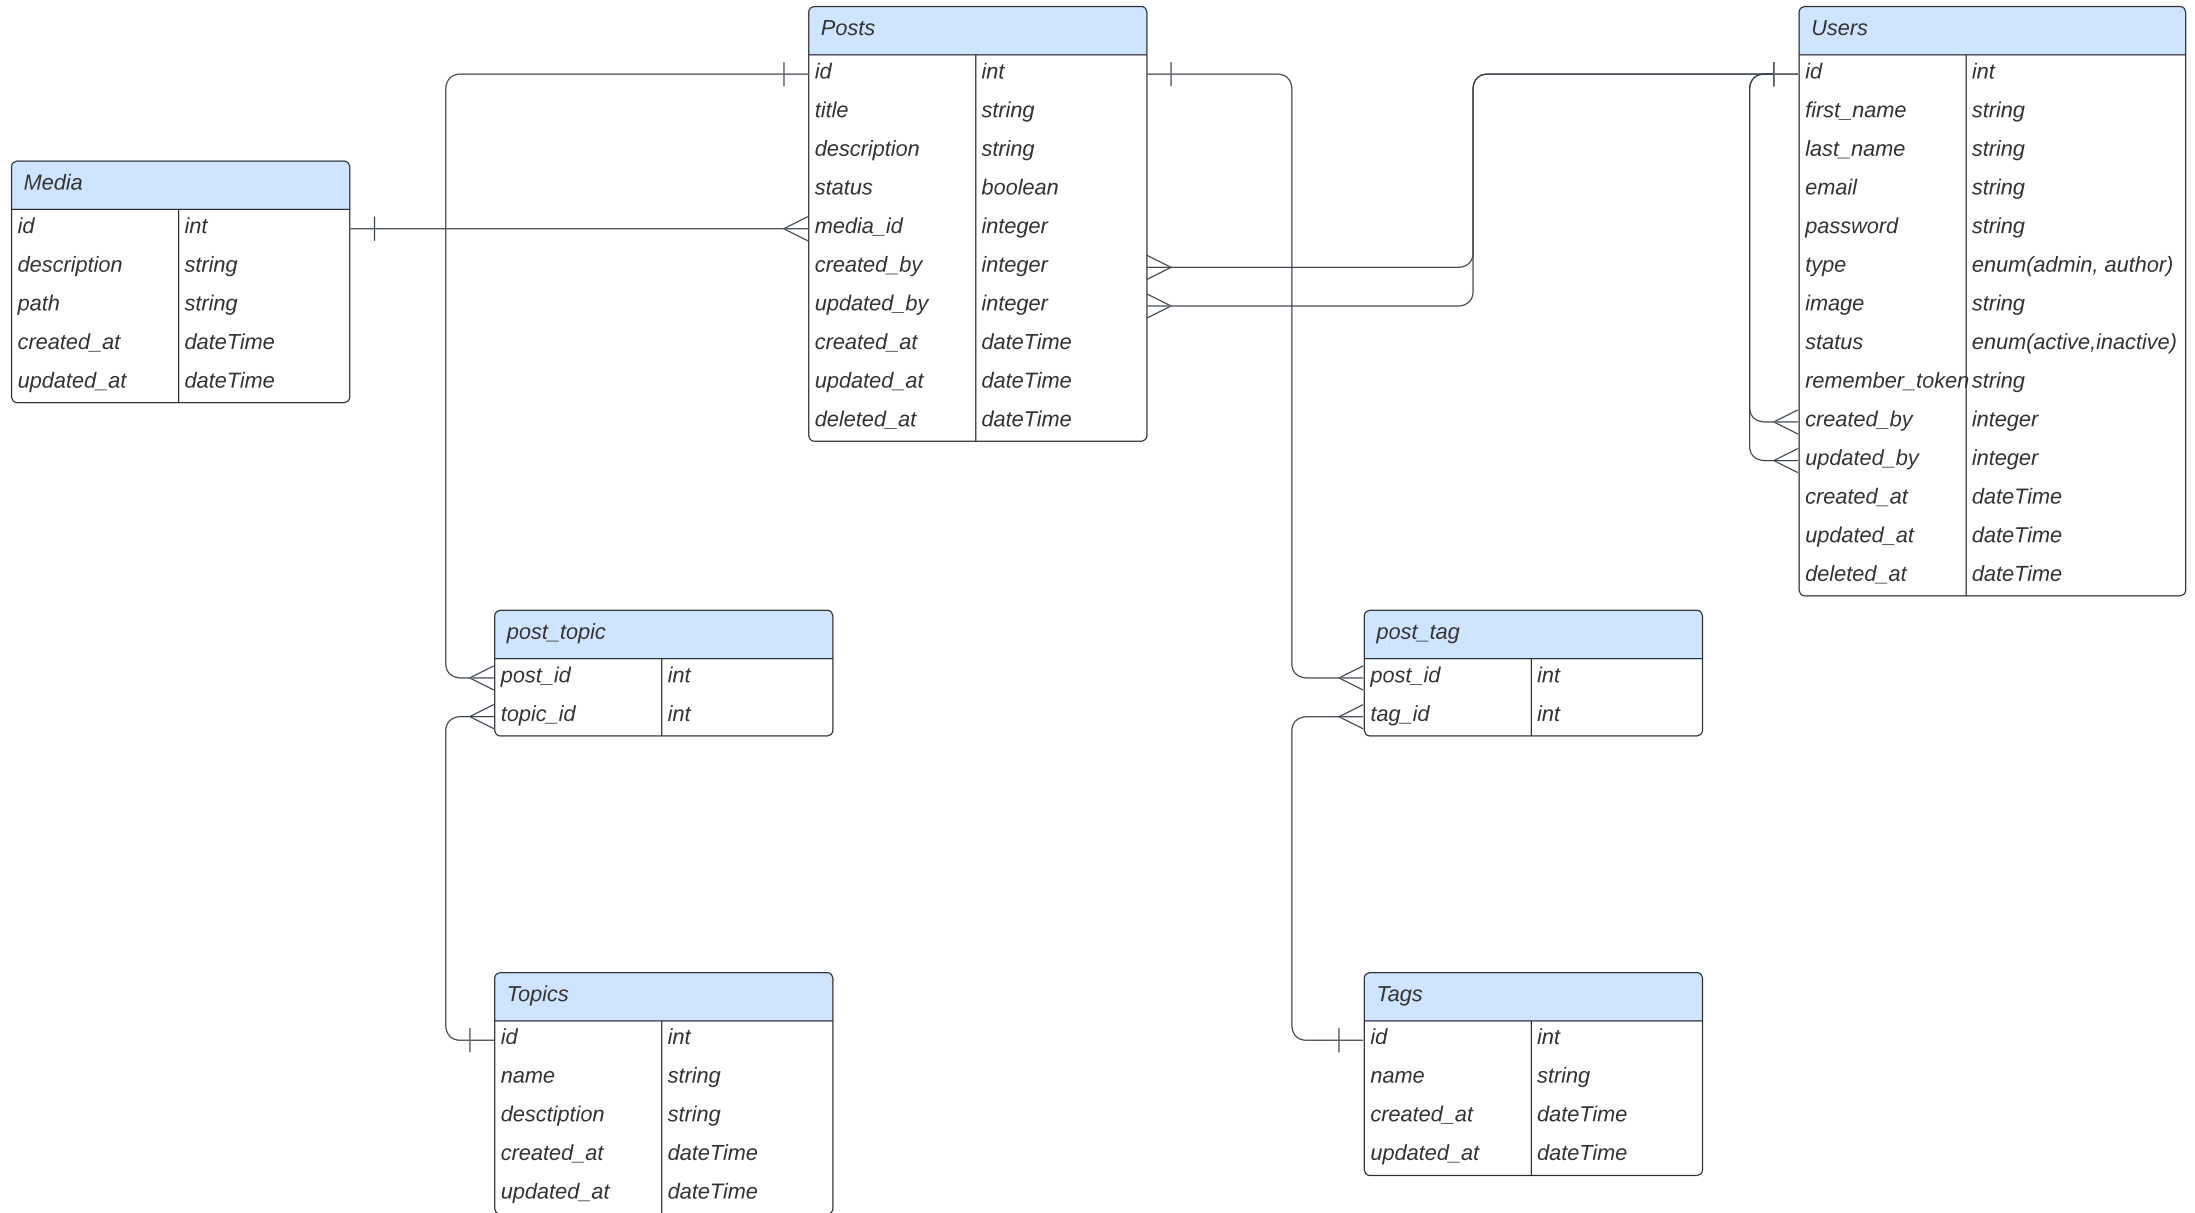 Posts
id int
title string
description string
status boolean
media_id integer
created_by integer
updated_by integer
created_at dateTime
updated_at dateTime
deleted_at dateTime
Users
id int
first_name string
last_name string
email string
password string
type enum(admin, author)
image string
status enum(active,inactive)
remember_token string
created_by integer
updated_by integer
created_at dateTime
updated_at dateTime
deleted_at dateTime
Media
id int
description string
path string
created_at dateTime
updated_at dateTime
post_topic
post_id int
topic_id int
post_tag
post_id int
tag_id int
Topics
id int
name string
desctiption string
created_at dateTime
updated_at dateTime
Tags
id int
name string
created_at dateTime
updated_at dateTime